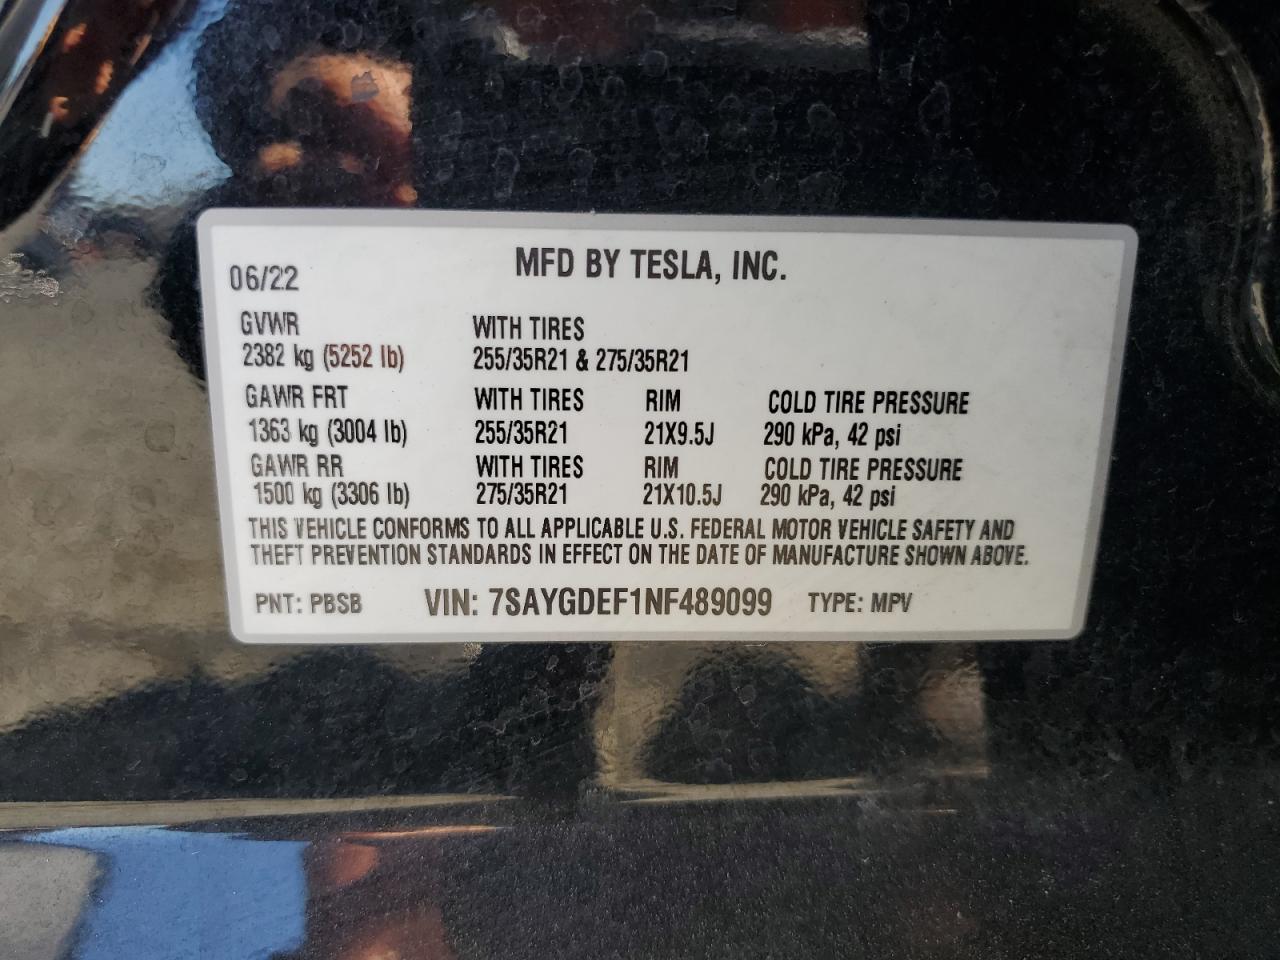 MFD BY TESLA, INC.
06/22
GVWR WITH TIRES
2382 kg (5252 lb) 255/35R21 & 275/35R21
GAWR FRT WITH TIRES RIM COLD TIRE PRESSURE
1363 kg (3004 lb) 255/35R21 21X9.5J 290 kPa, 42 psi
GAWR RR WITH TIRES RIM COLD TIRE PRESSURE
1500 kg (3306 lb) 275/35R21 21X10.5J 290 kPa, 42 psi
THIS VEHICLE CONFORMS TO ALL APPLICABLE U.S. FEDERAL MOTOR VEHICLE SAFETY AND
THEFT PREVENTION STANDARDS IN EFFECT ON THE DATE OF MANUFACTURE SHOWN ABOVE.
PNT: PBSB VIN: 7SAYGDEF1NF489099 TYPE: MPV